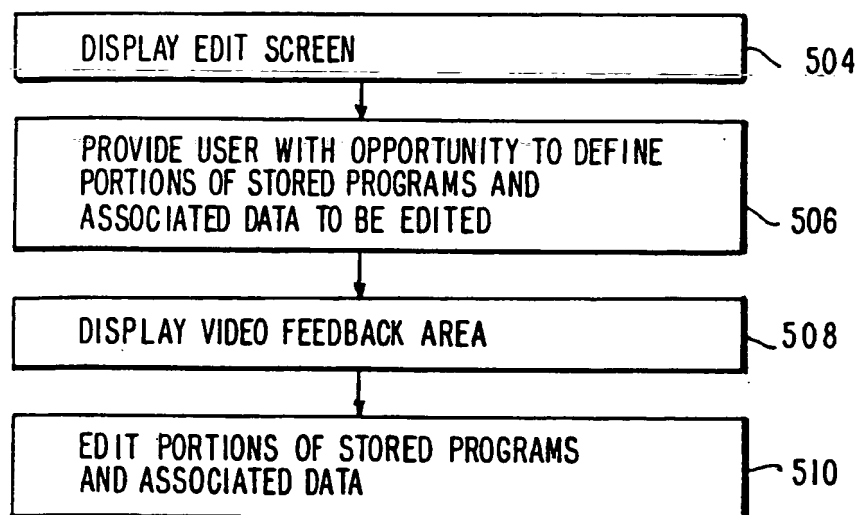 DISPLAY EDIT SCREEN
504
PROVIDE USER WITH OPPORTUNITY TO DEFINE
PORTIONS OF STORED PROGRAMS AND
ASSOCIATED DATA TO BE EDITED
506
DISPLAY VIDEO FEEDBACK AREA
508
EDIT PORTIONS OF STORED PROGRAMS
AND ASSOCIATED DATA
510